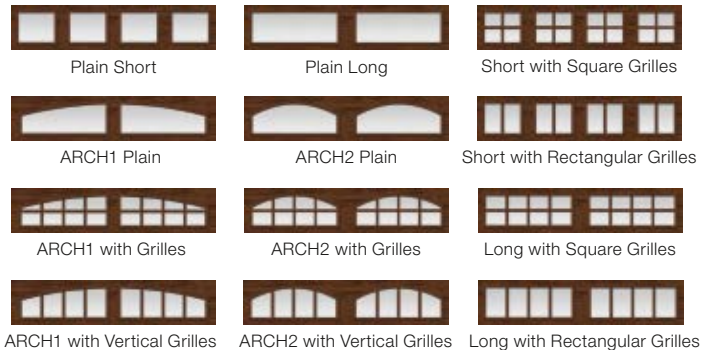 Plain Short
Plain Long
Short with Square Grilles
ARCH1 Plain
ARCH2 Plain
Short with Rectangular Grilles
ARCH1 with Grilles
ARCH2 with Grilles
Long with Square Grilles
ARCH1 with Vertical Grilles
ARCH2 with Vertical Grilles
Long with Rectangular Grilles